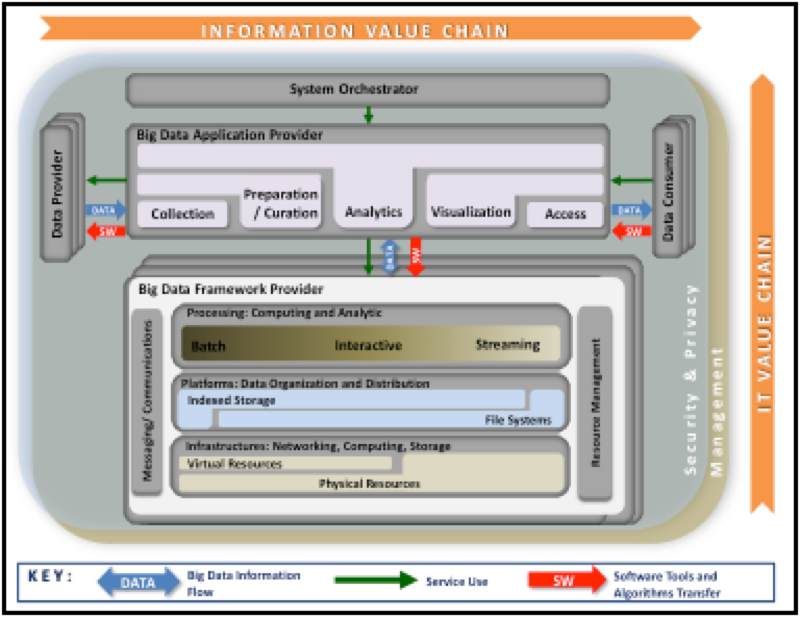 INFORMATION VALUE CHAIN
System Orchestrator
Big Data Application Provider
Data Provider
DATA
SW
Collection
Preparation
/ Curation
Analytics
Visualization
Access
DATA
SW
Data Consumer
DATA
SW
Big Data Framework Provider
Messaging/ Communications
Processing: Computing and Analytic
Batch
Interactive
Streaming
Platforms: Data Organization and Distribution
Indexed Storage
File Systems
Infrastructures: Networking, Computing, Storage
Virtual Resources
Physical Resources
Resource Management
Security & Privacy
Management
IT VALUE CHAIN
KEY:
DATA
Big Data Information
Flow
Service Use
SW
Software Tools and
Algorithms Transfer